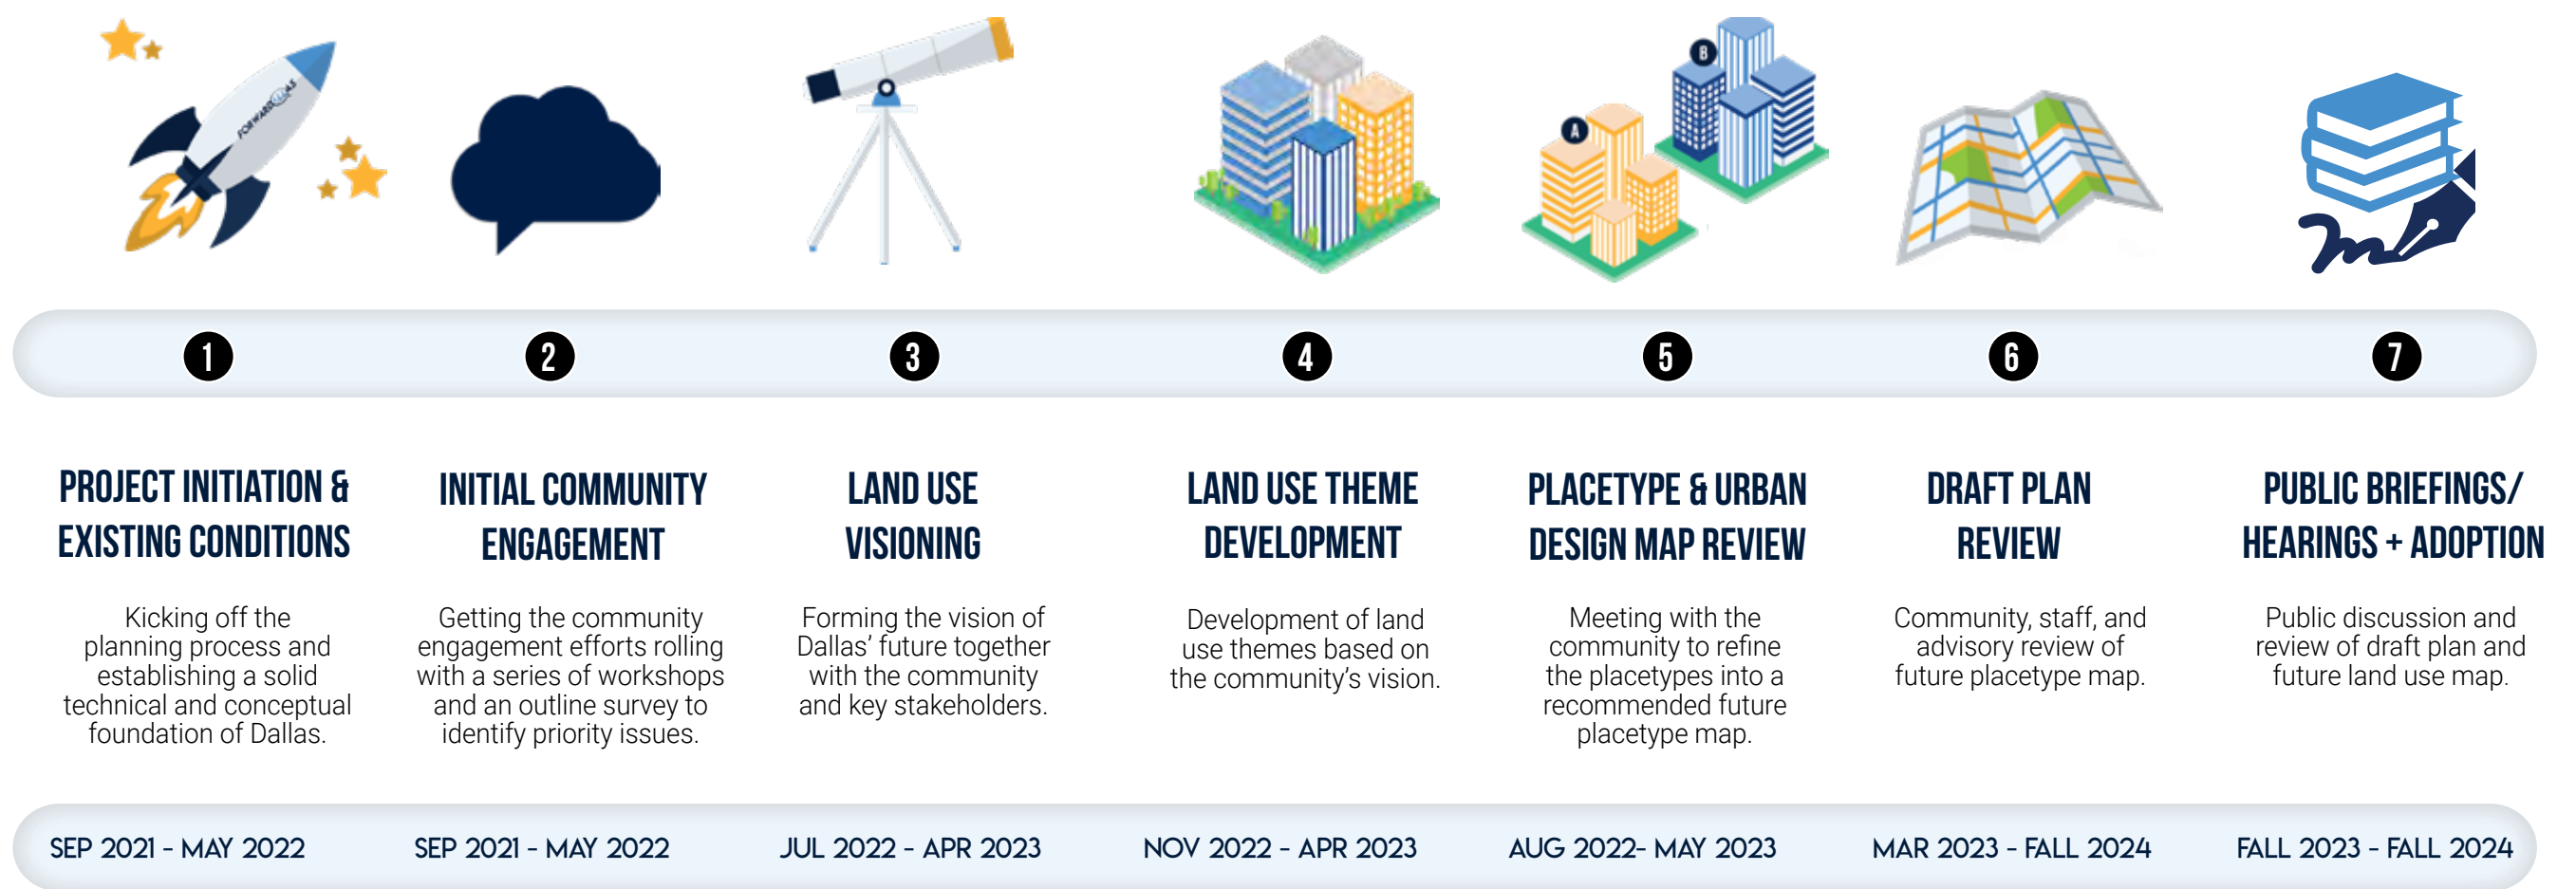 FORWARD DALLAS
B
A
1
2
3
4
5
6
7
PROJECT INITIATION &
EXISTING CONDITIONS
Kicking off the
planning process and
establishing a solid
technical and conceptual
foundation of Dallas.
SEP 2021 - MAY 2022
INITIAL COMMUNITY
ENGAGEMENT
Getting the community
engagement efforts rolling
with a series of workshops
and an outline survey to
identify priority issues.
SEP 2021 - MAY 2022
LAND USE
VISIONING
Forming the vision of
Dallas’ future together
with the community
and key stakeholders.
JUL 2022 - APR 2023
LAND USE THEME
DEVELOPMENT
Development of land
use themes based on
the community’s vision.
NOV 2022 - APR 2023
PLACETYPE & URBAN
DESIGN MAP REVIEW
Meeting with the
community to refine
the placetypes into a
recommended future
placetype map.
AUG 2022- MAY 2023
DRAFT PLAN
REVIEW
Community, staff, and
advisory review of
future placetype map.
MAR 2023 - FALL 2024
PUBLIC BRIEFINGS/
HEARINGS + ADOPTION
Public discussion and
review of draft plan and
future land use map.
FALL 2023 - FALL 2024